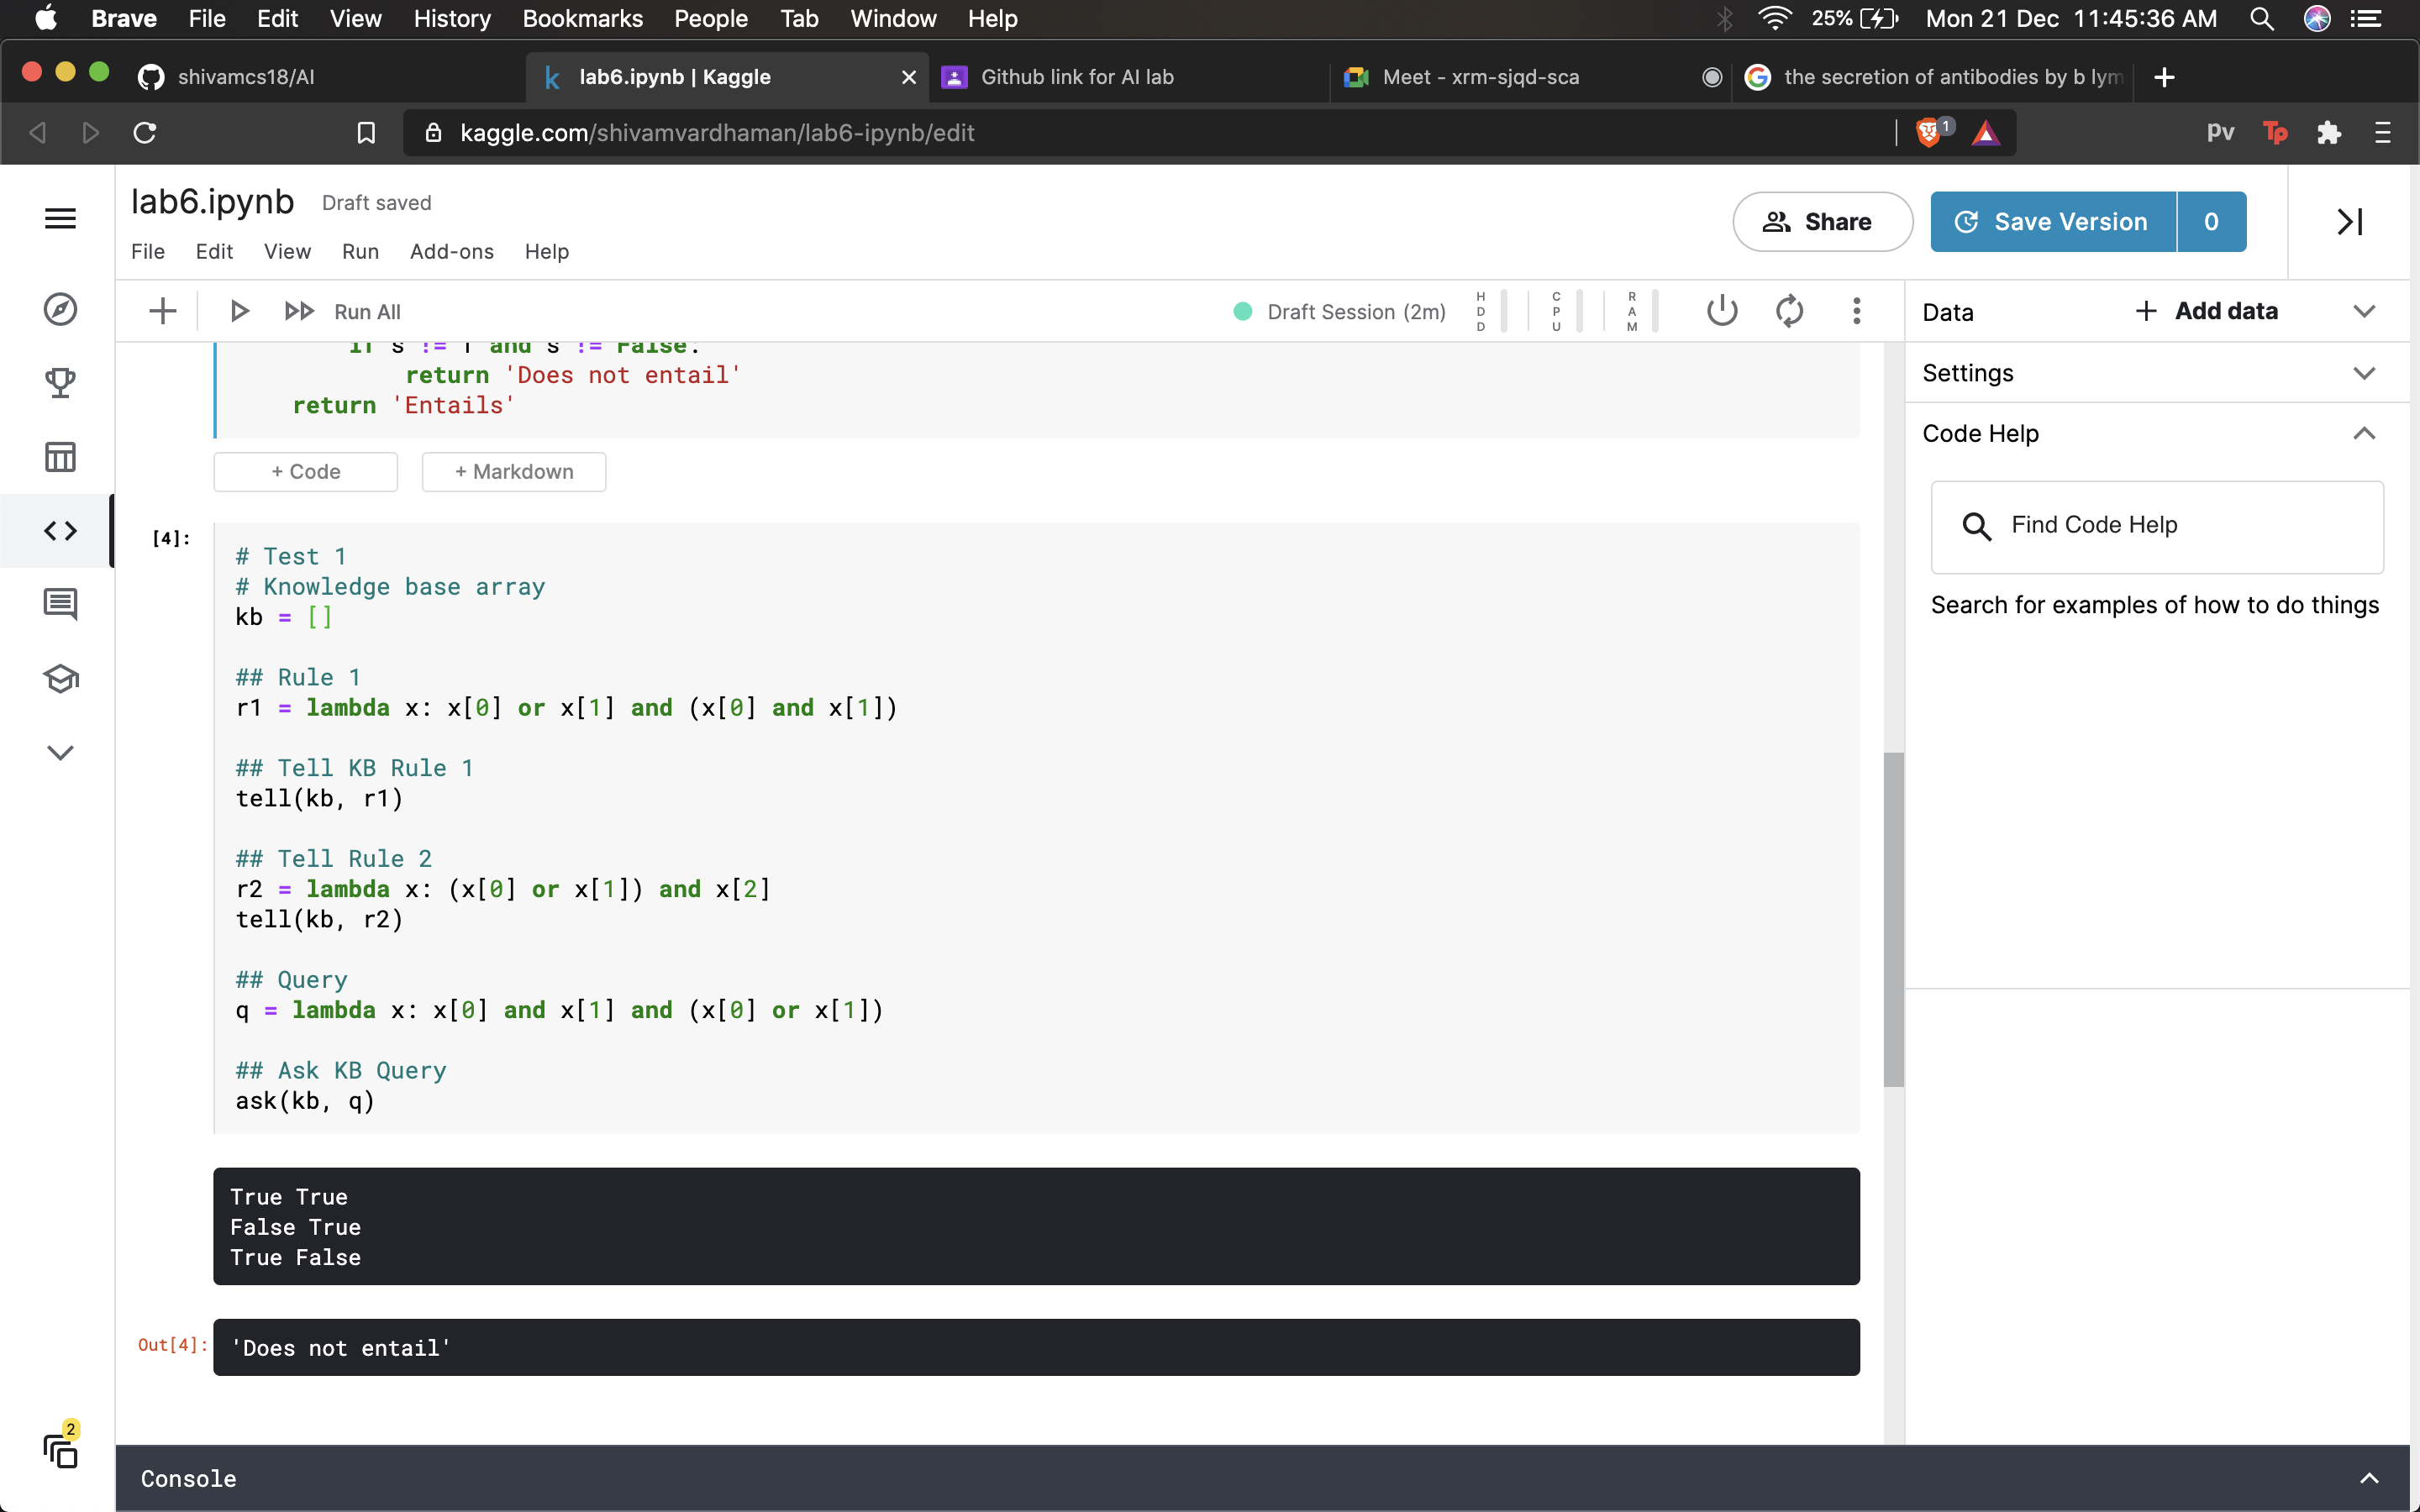 Brave File Edit View History Bookmarks People Tab Window Help 25% Mon 21 Dec 11:45:36 AM
shivamcs18/AI lab6.ipynb | Kaggle Github link for AI lab Meet - xrm-sjqd-sca the secretion of antibodies by b lym
kaggle.com/shivamvardhaman/lab6-ipynb/edit 1 pv Tp
lab6.ipynb Draft saved
Share Save Version 0
File Edit View Run Add-ons Help
Run All Draft Session (2m) HDD CPU RAM
Data Add data
Settings
Code Help
Find Code Help
Search for examples of how to do things
if s != f and s != False:
return 'Does not entail'
return 'Entails'
+ Code + Markdown
[4]:
# Test 1
# Knowledge base array
kb = []
## Rule 1
r1 = lambda x: x[0] or x[1] and (x[0] and x[1])
## Tell KB Rule 1
tell(kb, r1)
## Tell Rule 2
r2 = lambda x: (x[0] or x[1]) and x[2]
tell(kb, r2)
## Query
q = lambda x: x[0] and x[1] and (x[0] or x[1])
## Ask KB Query
ask(kb, q)
True True
False True
True False
Out[4]: 'Does not entail'
2
Console